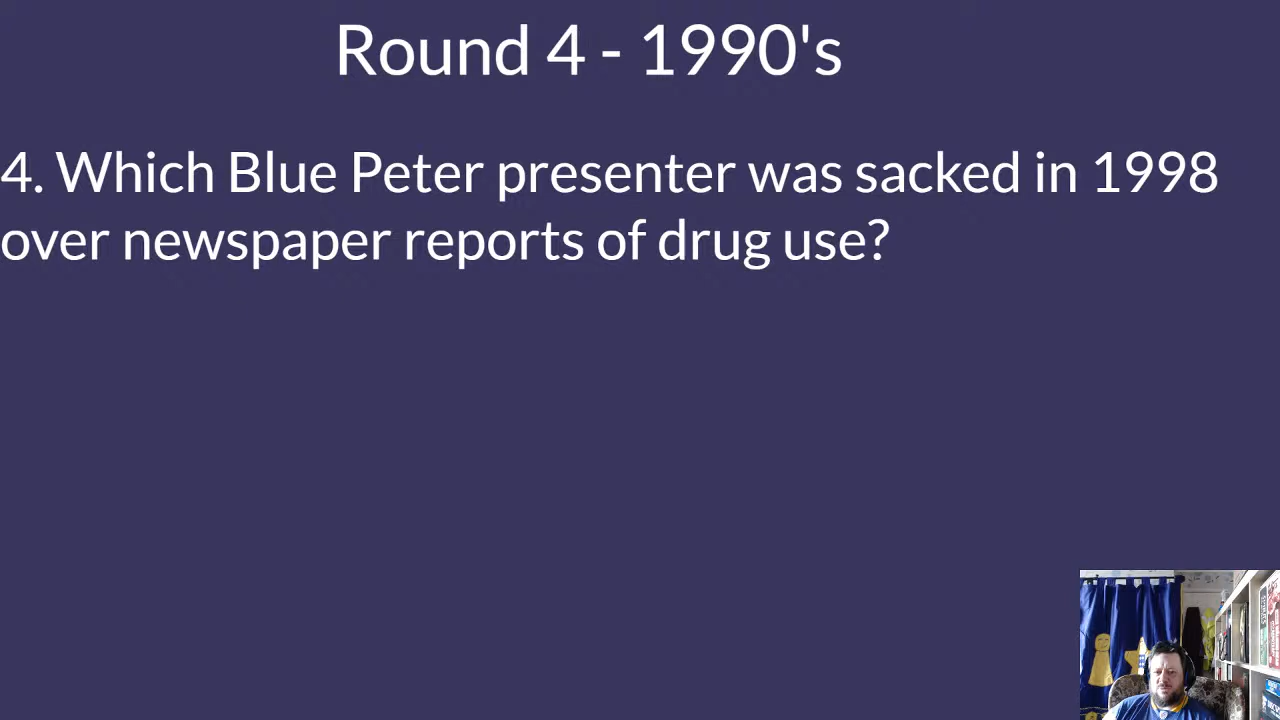 Round 4 - 1990's
4. Which Blue Peter presenter was sacked in 1998
over newspaper reports of drug use?